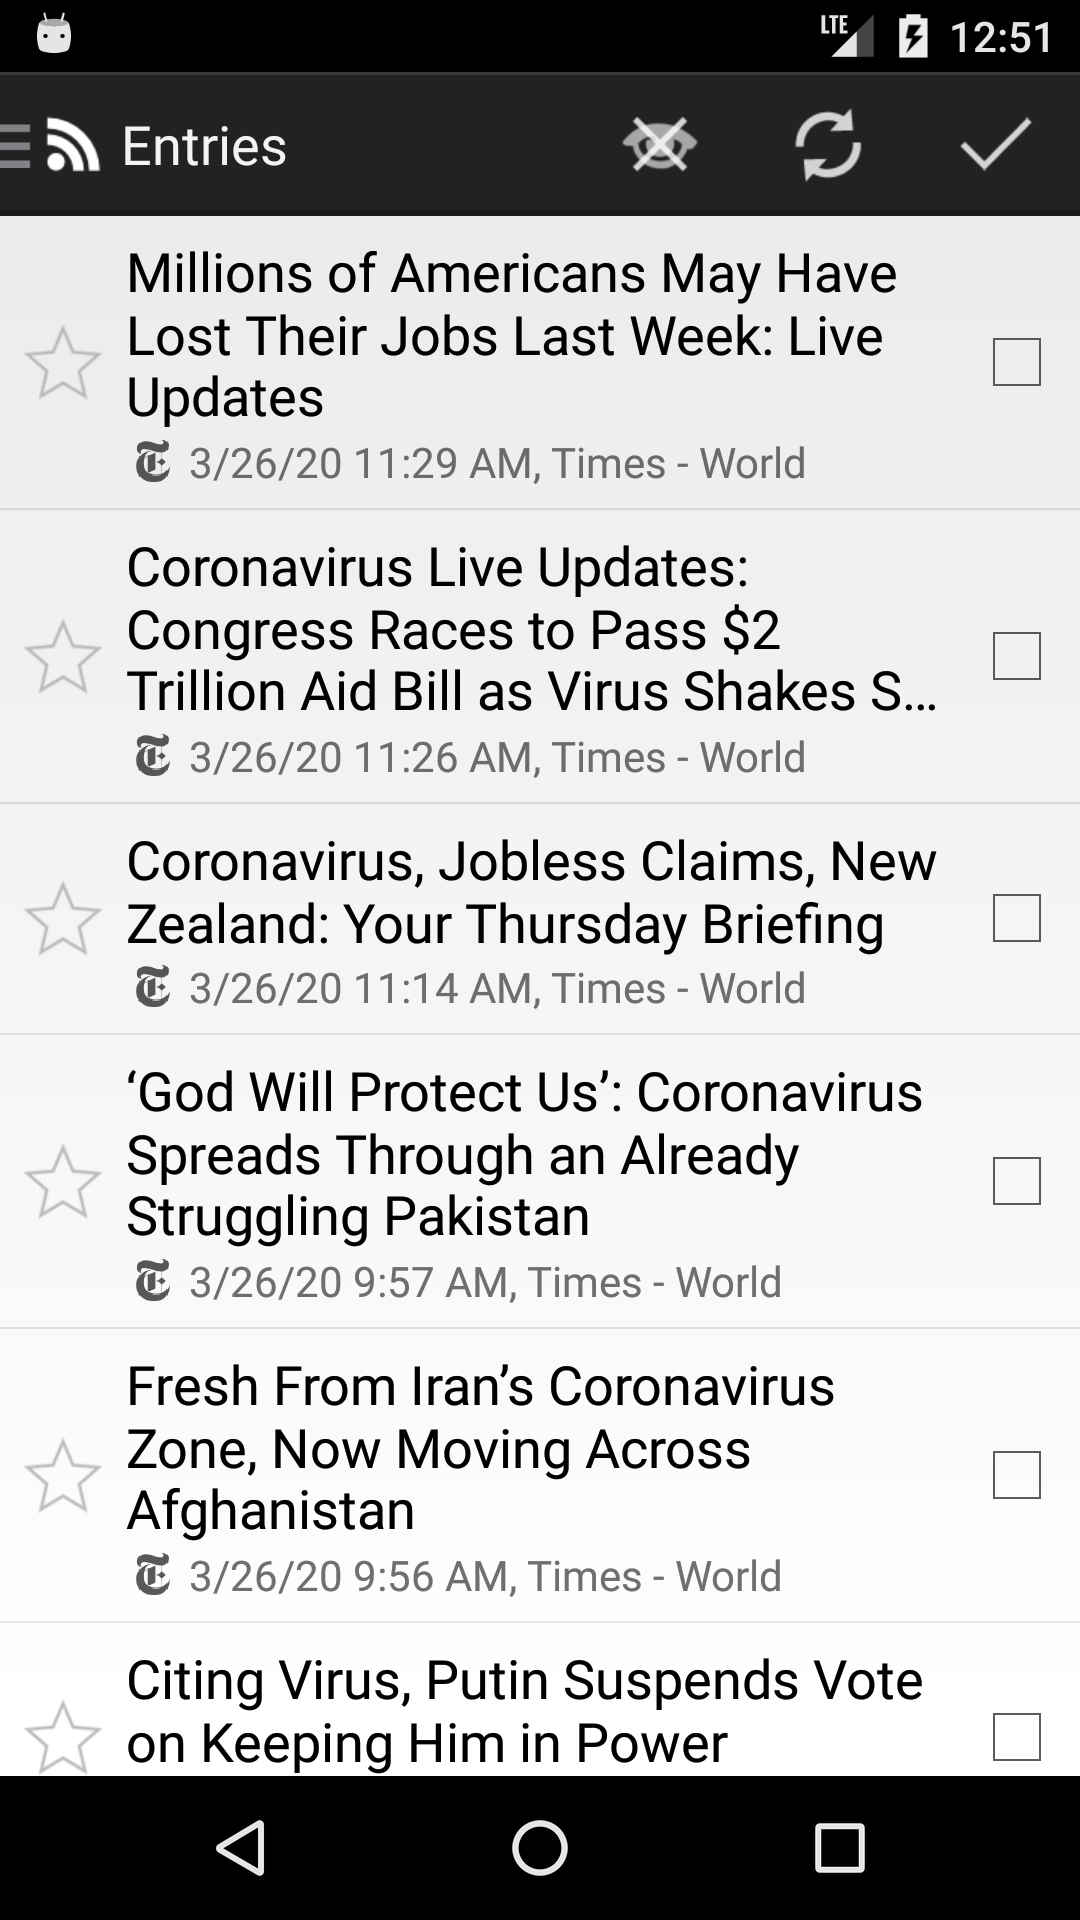 LTE 12:51
Entries
Millions of Americans May Have
Lost Their Jobs Last Week: Live
Updates
3/26/20 11:29 AM, Times - World
Coronavirus Live Updates:
Congress Races to Pass $2
Trillion Aid Bill as Virus Shakes S…
3/26/20 11:26 AM, Times - World
Coronavirus, Jobless Claims, New
Zealand: Your Thursday Briefing
3/26/20 11:14 AM, Times - World
‘God Will Protect Us’: Coronavirus
Spreads Through an Already
Struggling Pakistan
3/26/20 9:57 AM, Times - World
Fresh From Iran’s Coronavirus
Zone, Now Moving Across
Afghanistan
3/26/20 9:56 AM, Times - World
Citing Virus, Putin Suspends Vote
on Keeping Him in Power